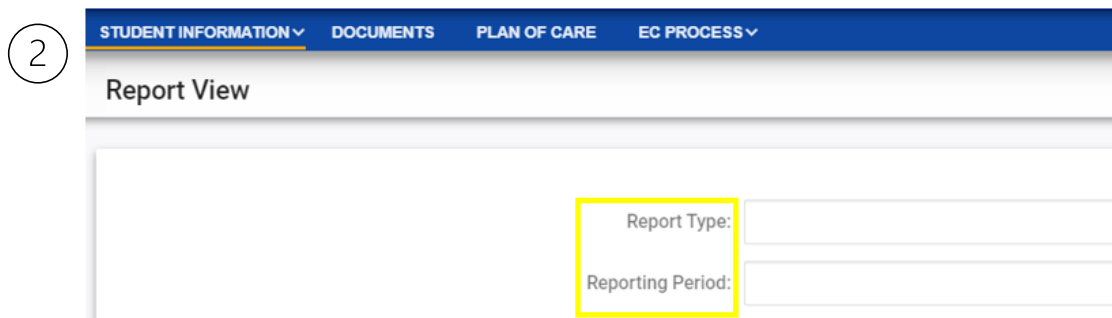 2
STUDENT INFORMATION DOCUMENTS PLAN OF CARE EC PROCESS
Report View
Report Type:
Reporting Period: